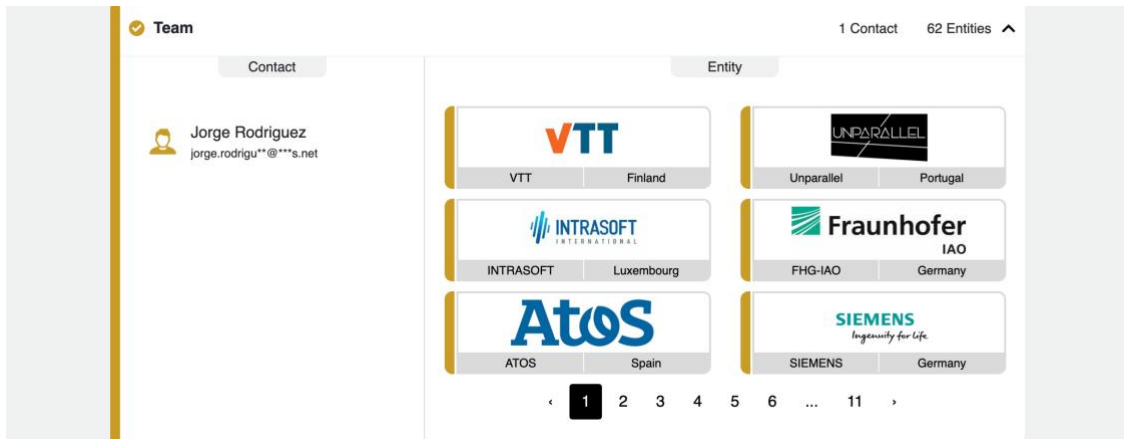 Team 1 Contact 62 Entities
Contact Entity
Jorge Rodriguez
jorge.rodrigu**@***s.net
VTT
VTT Finland
UNPARALLEL
Unparallel Portugal
INTRASOFT
INTERNATIONAL
INTRASOFT Luxembourg
Fraunhofer
IAO
FHG-IAO Germany
Atos
ATOS Spain
SIEMENS
Ingenuity for life
SIEMENS Germany
‹ 1 2 3 4 5 6 ... 11 ›